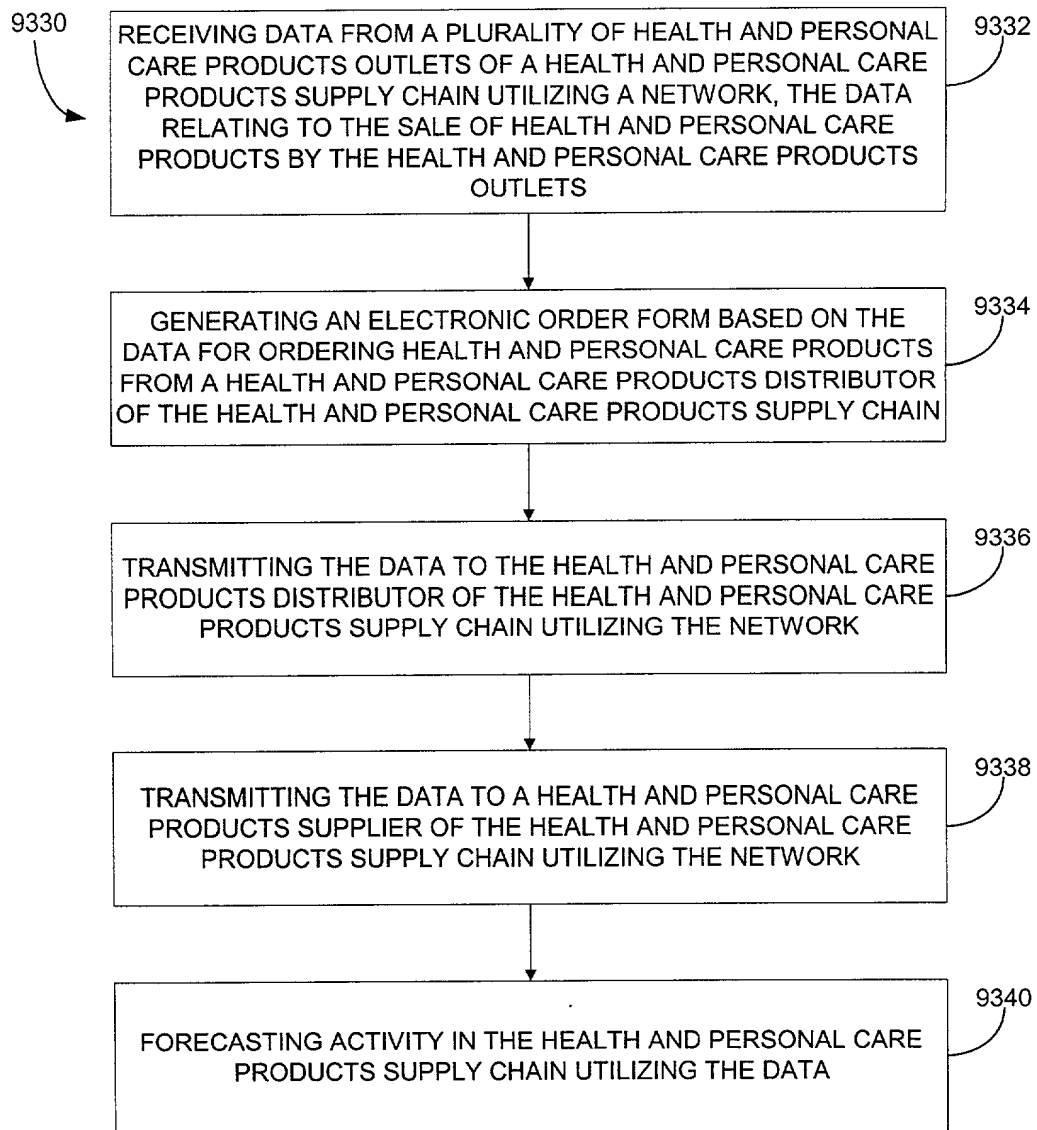 9330
9332
RECEIVING DATA FROM A PLURALITY OF HEALTH AND PERSONAL
CARE PRODUCTS OUTLETS OF A HEALTH AND PERSONAL CARE
PRODUCTS SUPPLY CHAIN UTILIZING A NETWORK, THE DATA
RELATING TO THE SALE OF HEALTH AND PERSONAL CARE
PRODUCTS BY THE HEALTH AND PERSONAL CARE PRODUCTS
OUTLETS
9334
GENERATING AN ELECTRONIC ORDER FORM BASED ON THE
DATA FOR ORDERING HEALTH AND PERSONAL CARE PRODUCTS
FROM A HEALTH AND PERSONAL CARE PRODUCTS DISTRIBUTOR
OF THE HEALTH AND PERSONAL CARE PRODUCTS SUPPLY CHAIN
9336
TRANSMITTING THE DATA TO THE HEALTH AND PERSONAL CARE
PRODUCTS DISTRIBUTOR OF THE HEALTH AND PERSONAL CARE
PRODUCTS SUPPLY CHAIN UTILIZING THE NETWORK
9338
TRANSMITTING THE DATA TO A HEALTH AND PERSONAL CARE
PRODUCTS SUPPLIER OF THE HEALTH AND PERSONAL CARE
PRODUCTS SUPPLY CHAIN UTILIZING THE NETWORK
9340
FORECASTING ACTIVITY IN THE HEALTH AND PERSONAL CARE
PRODUCTS SUPPLY CHAIN UTILIZING THE DATA